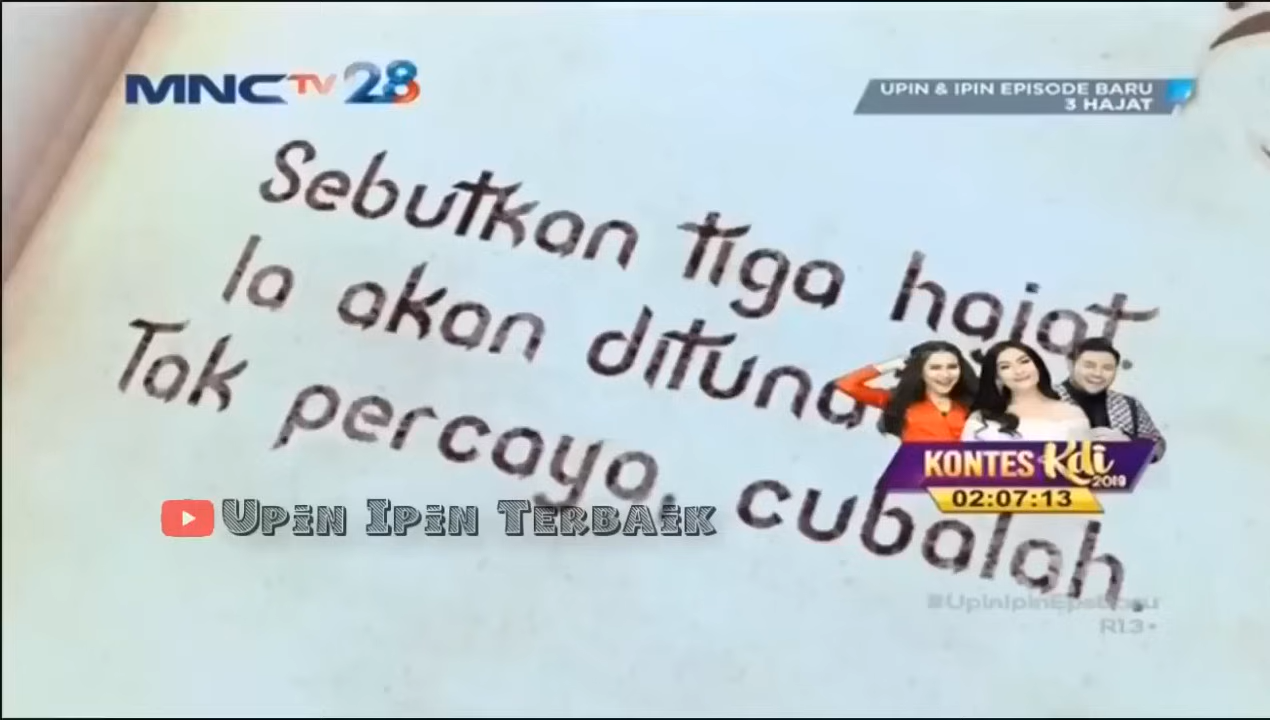 MNCTV 28
UPIN & IPIN EPISODE BARU
3 HAJAT
Sebutkan tiga hajat.
Ia akan
Tak percaya, cubalah.
KONTES KDI
2019
02:07:13
UPiN IPiN TERBAiK
#UpinIpinEpsBaru
R13+